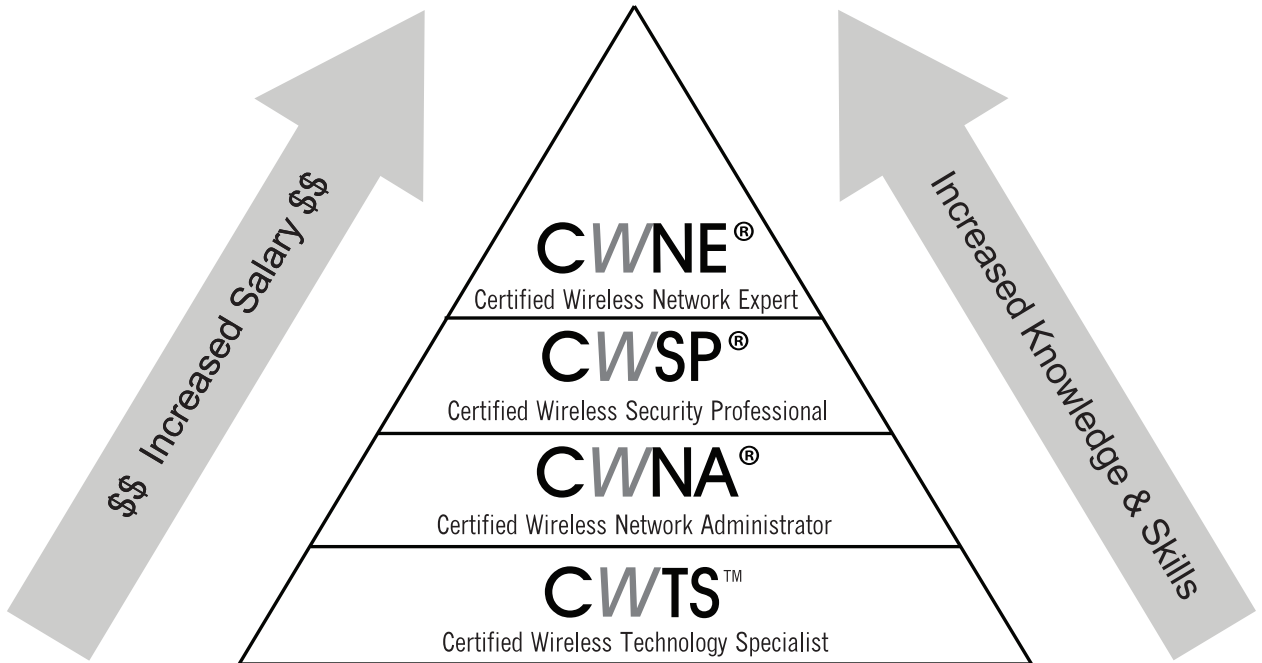 $$ Increased Salary $$
Increased Knowledge & Skills
CWNE®
Certified Wireless Network Expert
CWSP®
Certified Wireless Security Professional
CWNA®
Certified Wireless Network Administrator
CWTS™
Certified Wireless Technology Specialist